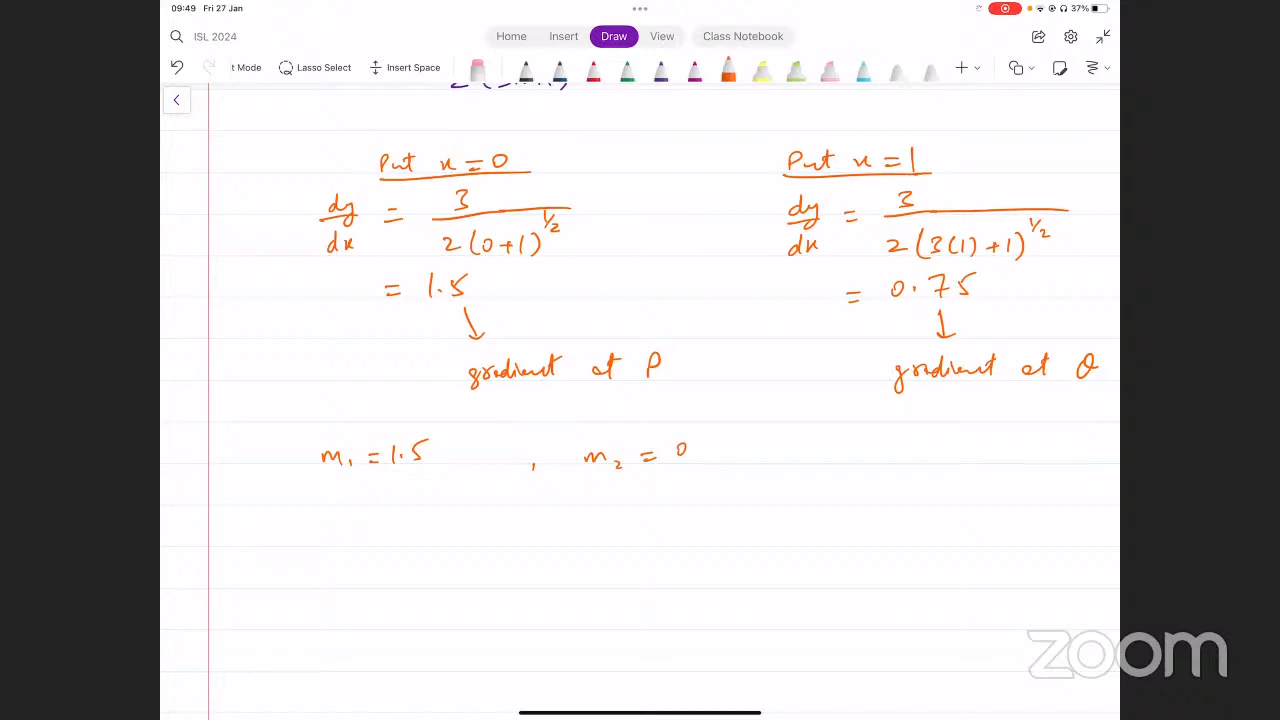 09:49 Fri 27 Jan
37%
ISL 2024
Home Insert Draw View Class Notebook
t Mode Lasso Select Insert Space
Put x = 0
dy/dx = 3 / 2(0+1)^1/2
= 1.5
gradient at P
Put x = 1
dy/dx = 3 / 2(3(1)+1)^1/2
= 0.75
gradient at Q
m₁ = 1.5 , m₂ = 0
zoom